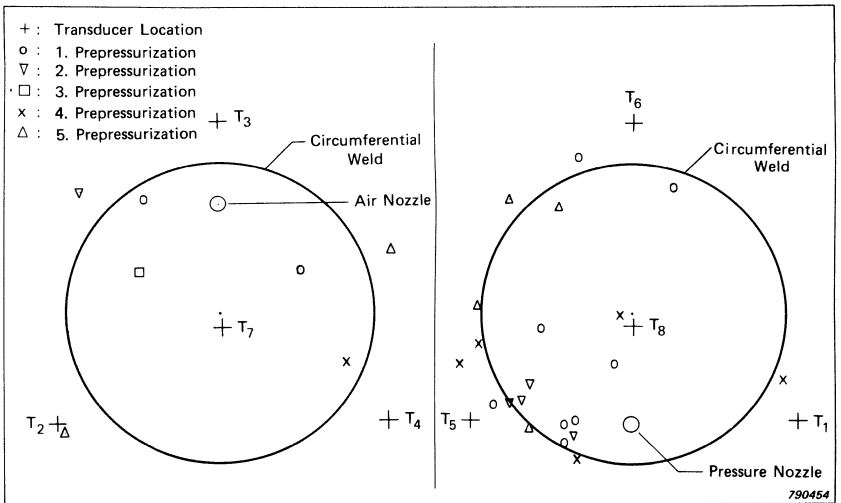 + : Transducer Location
o : 1. Prepressurization
▽ : 2. Prepressurization
□ : 3. Prepressurization
x : 4. Prepressurization
△ : 5. Prepressurization
T3
Circumferential
Weld
Air Nozzle
T7
T2
T4
T6
Circumferential
Weld
T8
T5
T1
Pressure Nozzle
790454